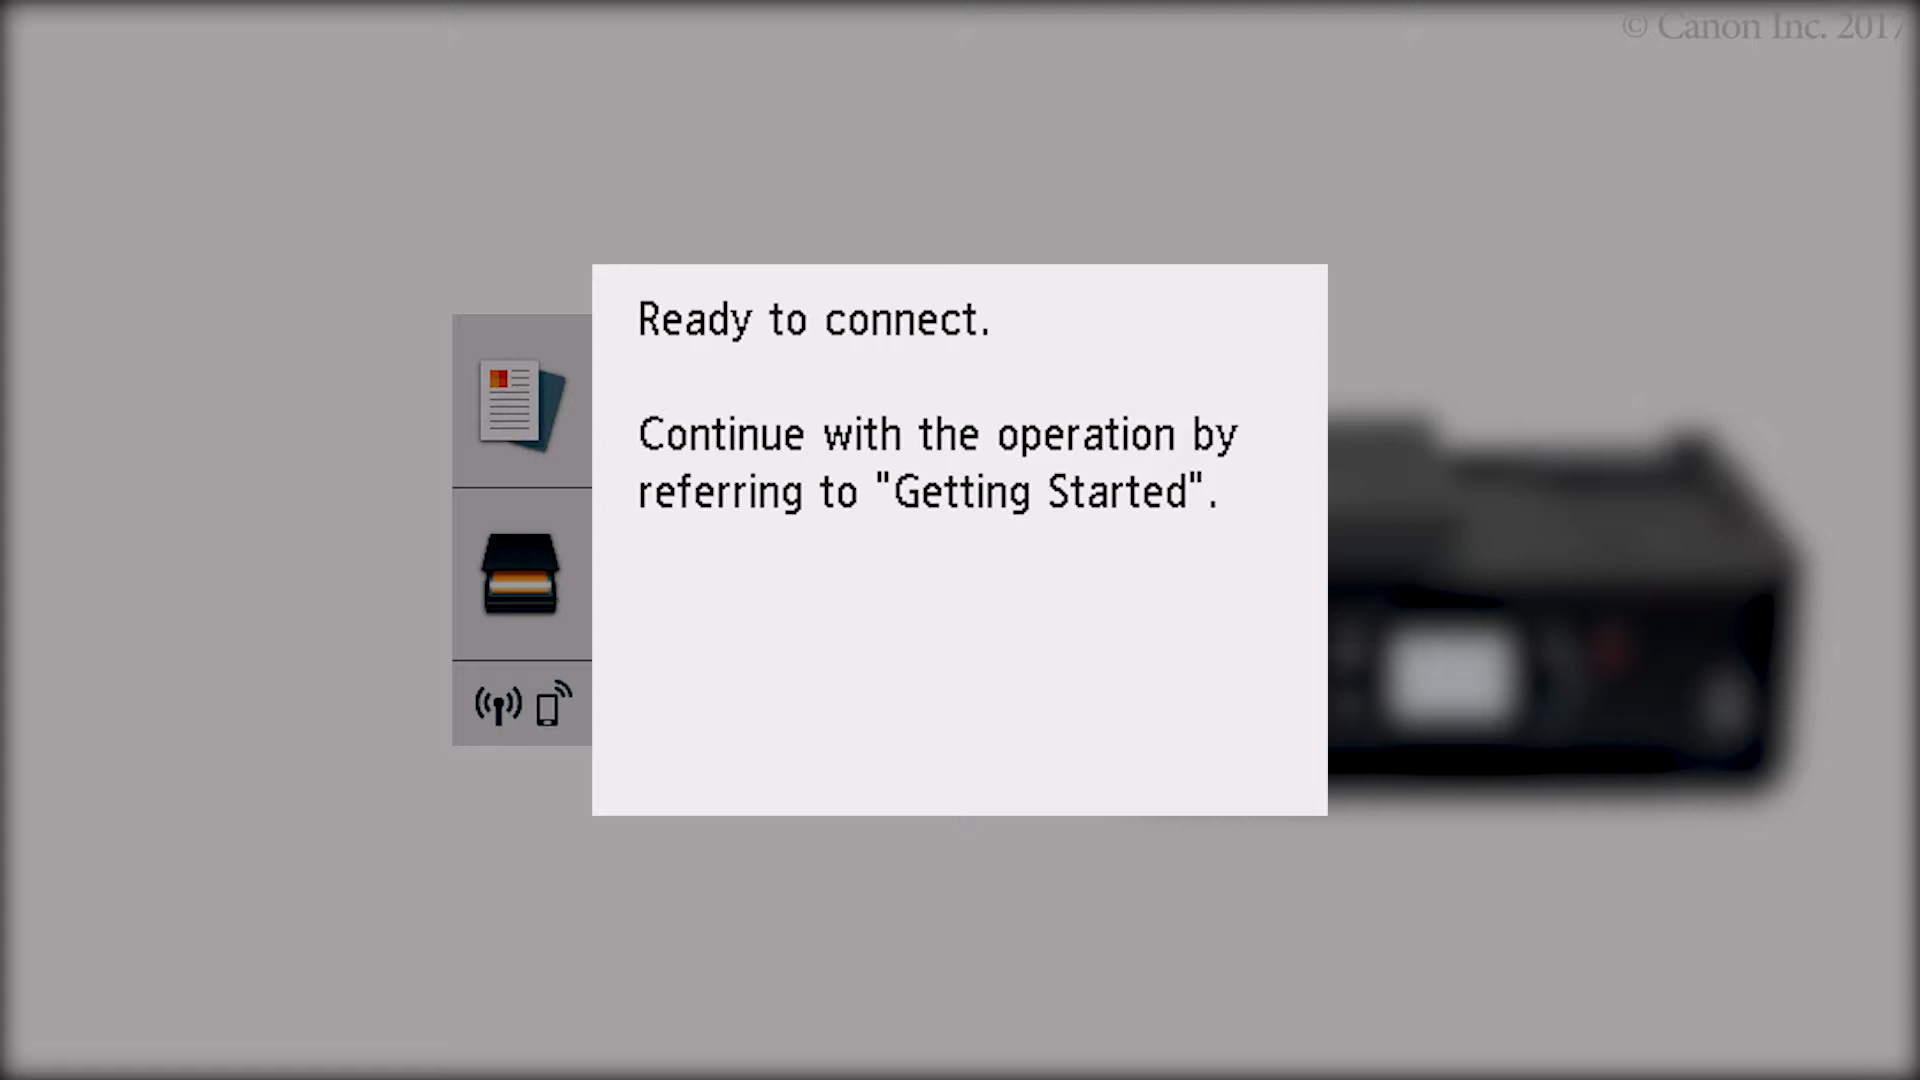 © Canon Inc. 2017
Ready to connect.
Continue with the operation by
referring to "Getting Started".